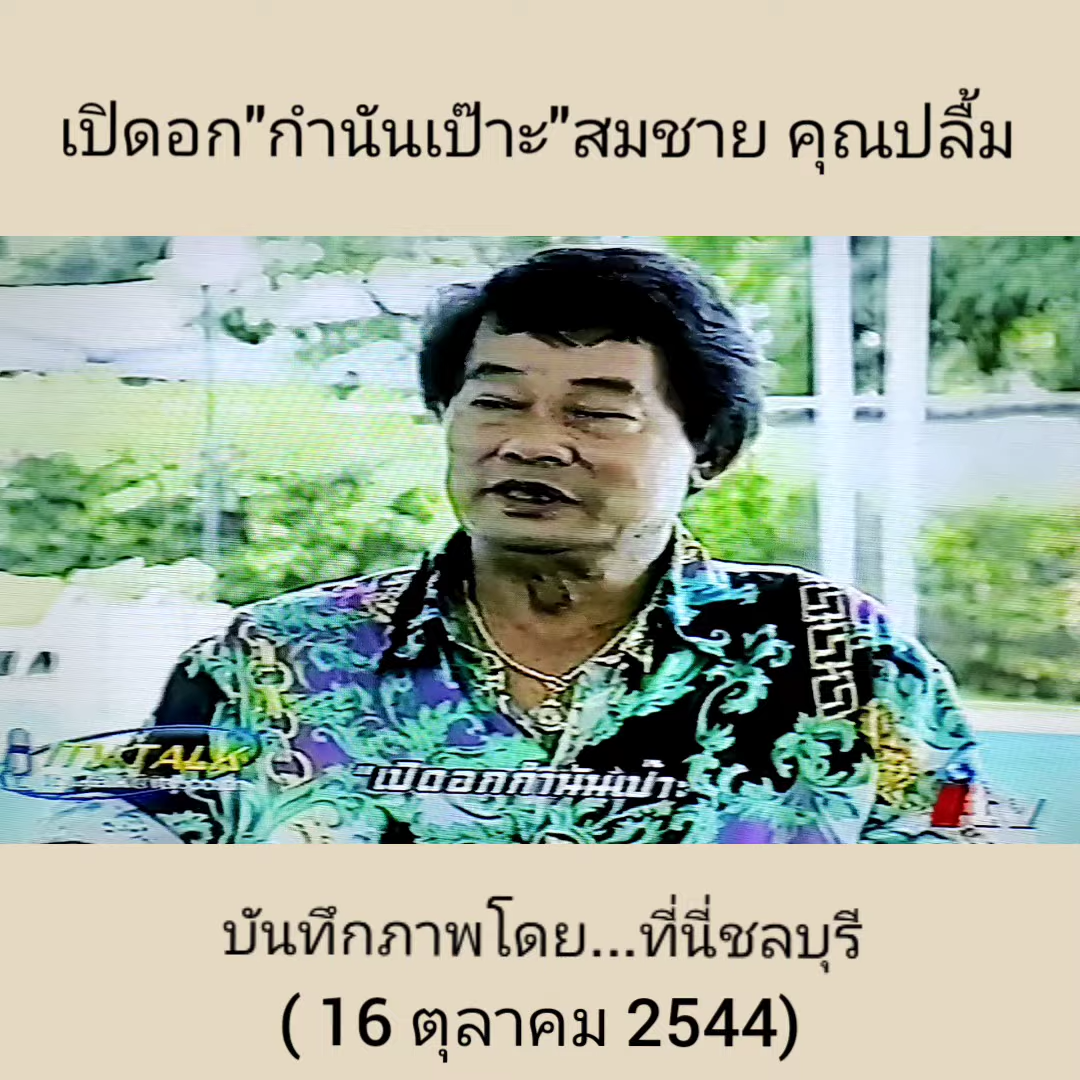 เปิดอก"กำนันเป๊าะ"สมชาย คุณปลื้ม
iTV TALK
"เปิดอกกำนันเป๊าะ
itv
บันทึกภาพโดย...ที่นี่ชลบุรี
( 16 ตุลาคม 2544)